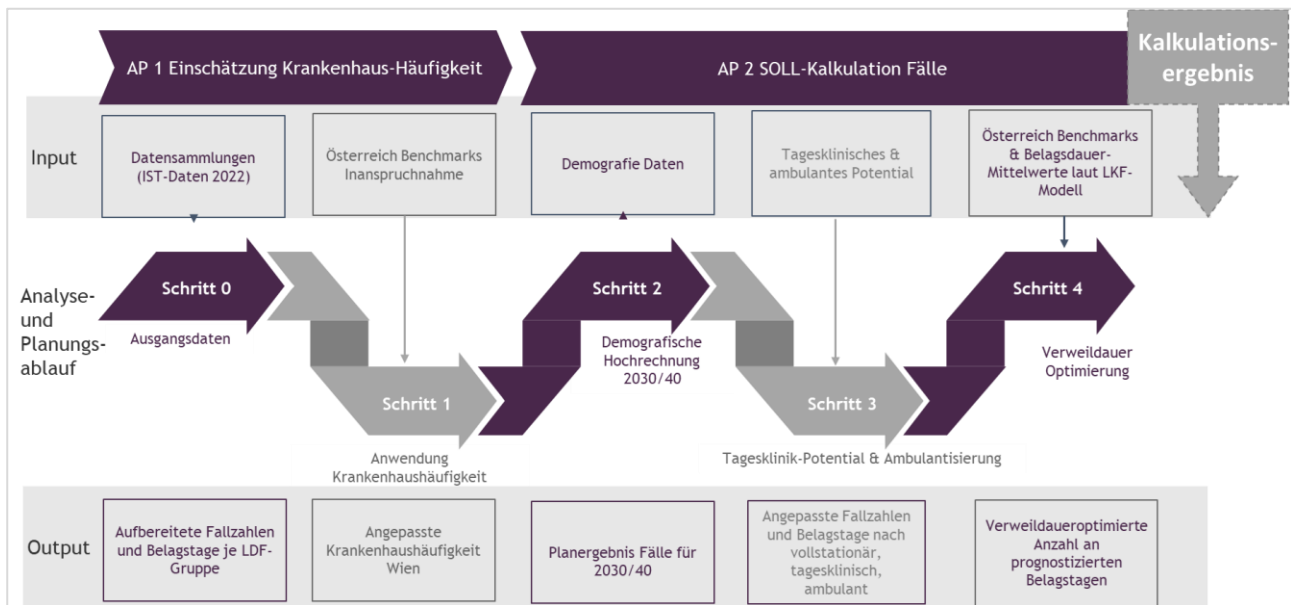 AP 1 Einschätzung Krankenhaus-Häufigkeit
AP 2 SOLL-Kalkulation Fälle
Kalkulations-
ergebnis
Input
Datensammlungen
(IST-Daten 2022)
Österreich Benchmarks
Inanspruchnahme
Demografie Daten
Tagesklinisches &
ambulantes Potential
Österreich Benchmarks
& Belagsdauer-
Mittelwerte laut LKF-
Modell
Analyse-
und
Planungs-
ablauf
Schritt 0
Ausgangsdaten
Schritt 1
Anwendung
Krankenhaushäufigkeit
Schritt 2
Demografische
Hochrechnung
2030/40
Schritt 3
Tagesklinik-Potential & Ambulantisierung
Schritt 4
Verweildauer
Optimierung
Output
Aufbereitete Fallzahlen
und Belagstage je LDF-
Gruppe
Angepasste
Krankenhaushäufigkeit
Wien
Planergebnis Fälle für
2030/40
Angepasste Fallzahlen
und Belagstage nach
vollstationär,
tagesklinisch,
ambulant
Verweildaueroptimierte
Anzahl an
prognostizierten
Belagstagen